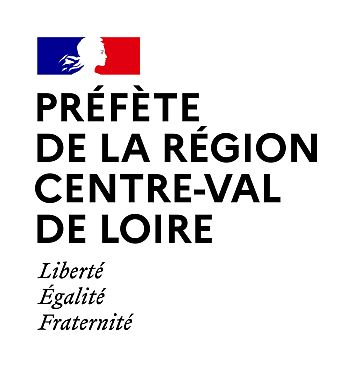 PRÉFÈTE
DE LA RÉGION
CENTRE-VAL
DE LOIRE
Liberté
Égalité
Fraternité